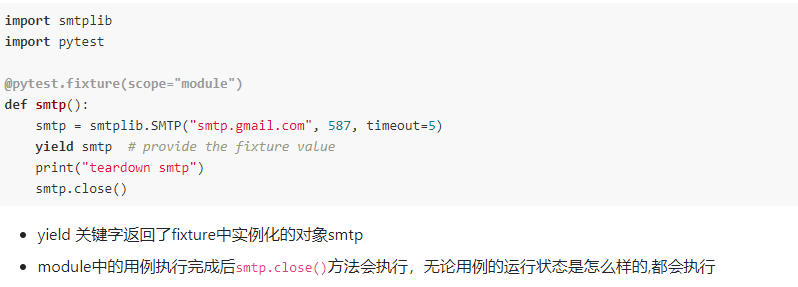 import smtplib
import pytest

@pytest.fixture(scope="module")
def smtp():
    smtp = smtplib.SMTP("smtp.gmail.com", 587, timeout=5)
    yield smtp  # provide the fixture value
    print("teardown smtp")
    smtp.close()
• yield 关键字返回了fixture中实例化的对象smtp
• module中的用例执行完成后smtp.close()方法会执行，无论用例的运行状态是怎么样的,都会执行